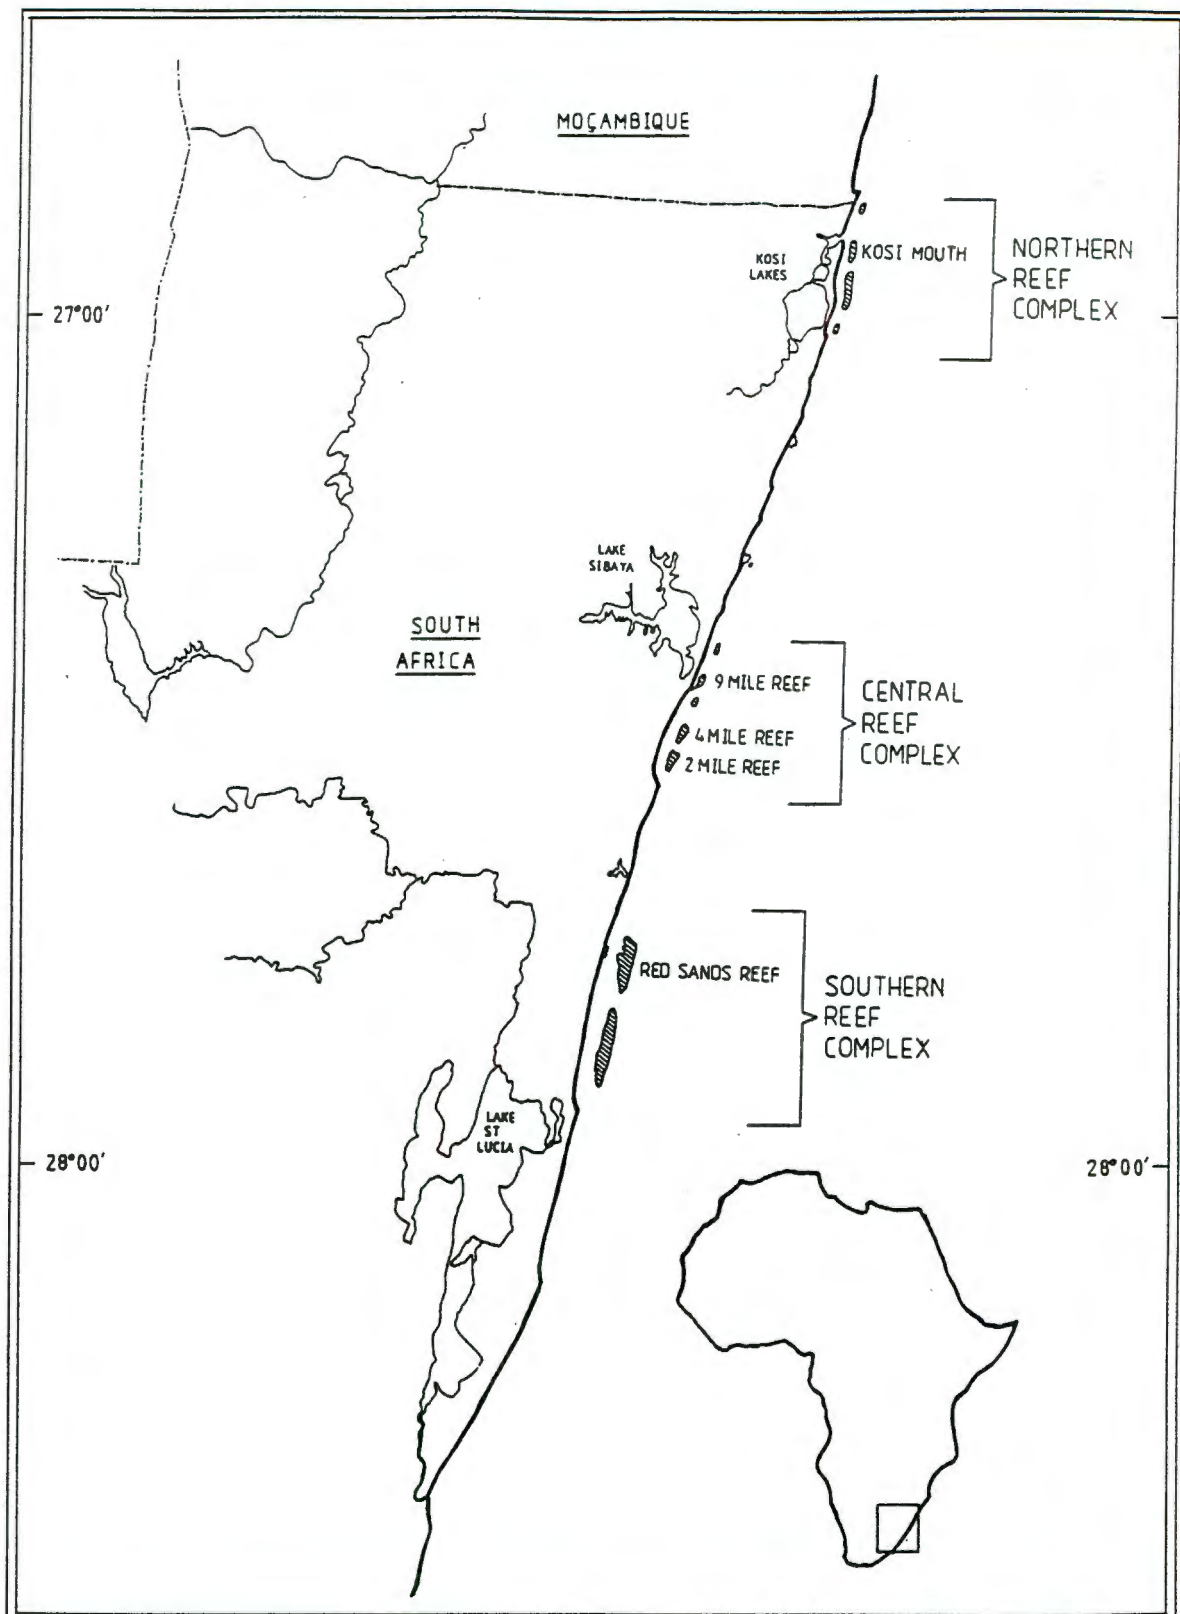 MOÇAMBIQUE
KOSI
LAKES
KOSI MOUTH
NORTHERN
REEF
COMPLEX
27°00'
LAKE
SIBAYA
SOUTH
AFRICA
9 MILE REEF
4 MILE REEF
2 MILE REEF
CENTRAL
REEF
COMPLEX
RED SANDS REEF
SOUTHERN
REEF
COMPLEX
LAKE
ST
LUCIA
28°00'
28°00'